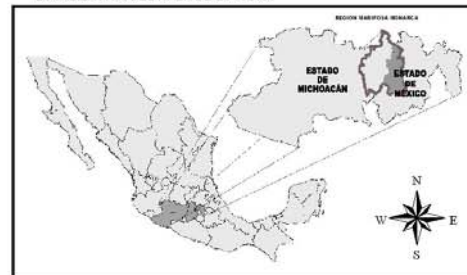 REGION MARIPOSA MONARCA
ESTADO
DE
MICHOACÁN
ESTADO
DE
MÉXICO
N
W
E
S